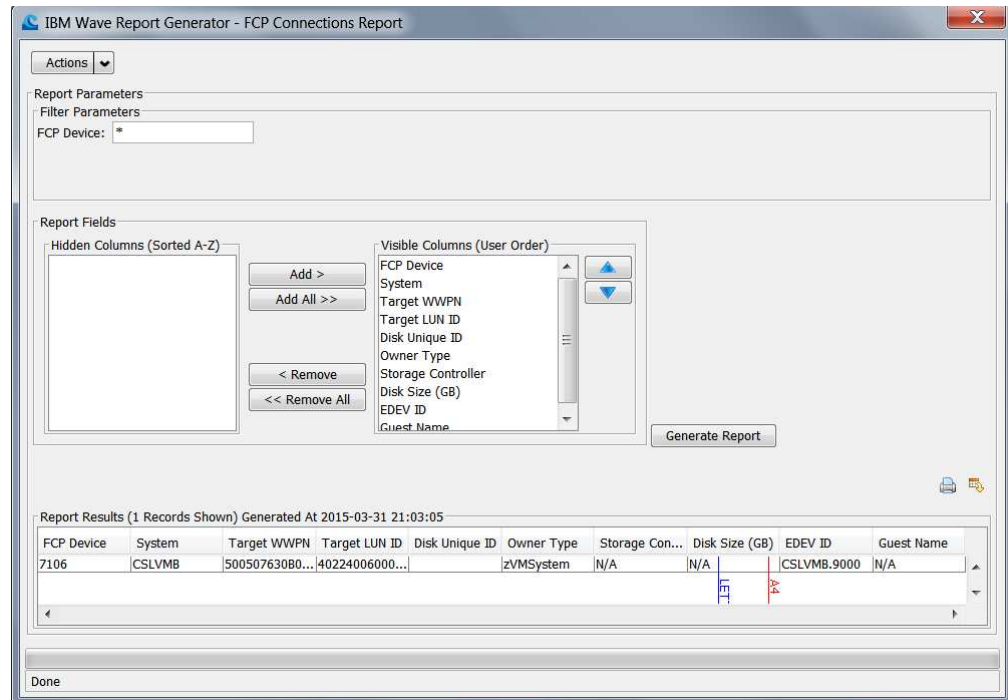 IBM Wave Report Generator - FCP Connections Report
X
Actions
Report Parameters
Filter Parameters
FCP Device: *
Report Fields
Hidden Columns (Sorted A-Z)
Visible Columns (User Order)
Add >
Add All >>
< Remove
<< Remove All
FCP Device
System
Target WWPN
Target LUN ID
Disk Unique ID
Owner Type
Storage Controller
Disk Size (GB)
EDEV ID
Guest Name
Generate Report
Report Results (1 Records Shown) Generated At 2015-03-31 21:03:05
FCP Device System Target WWPN Target LUN ID Disk Unique ID Owner Type Storage Con... Disk Size (GB) EDEV ID Guest Name
7106 CSLVMB 500507630B0... 40224006000... zVMSystem N/A N/A CSLVMB.9000 N/A
LET
A4
Done